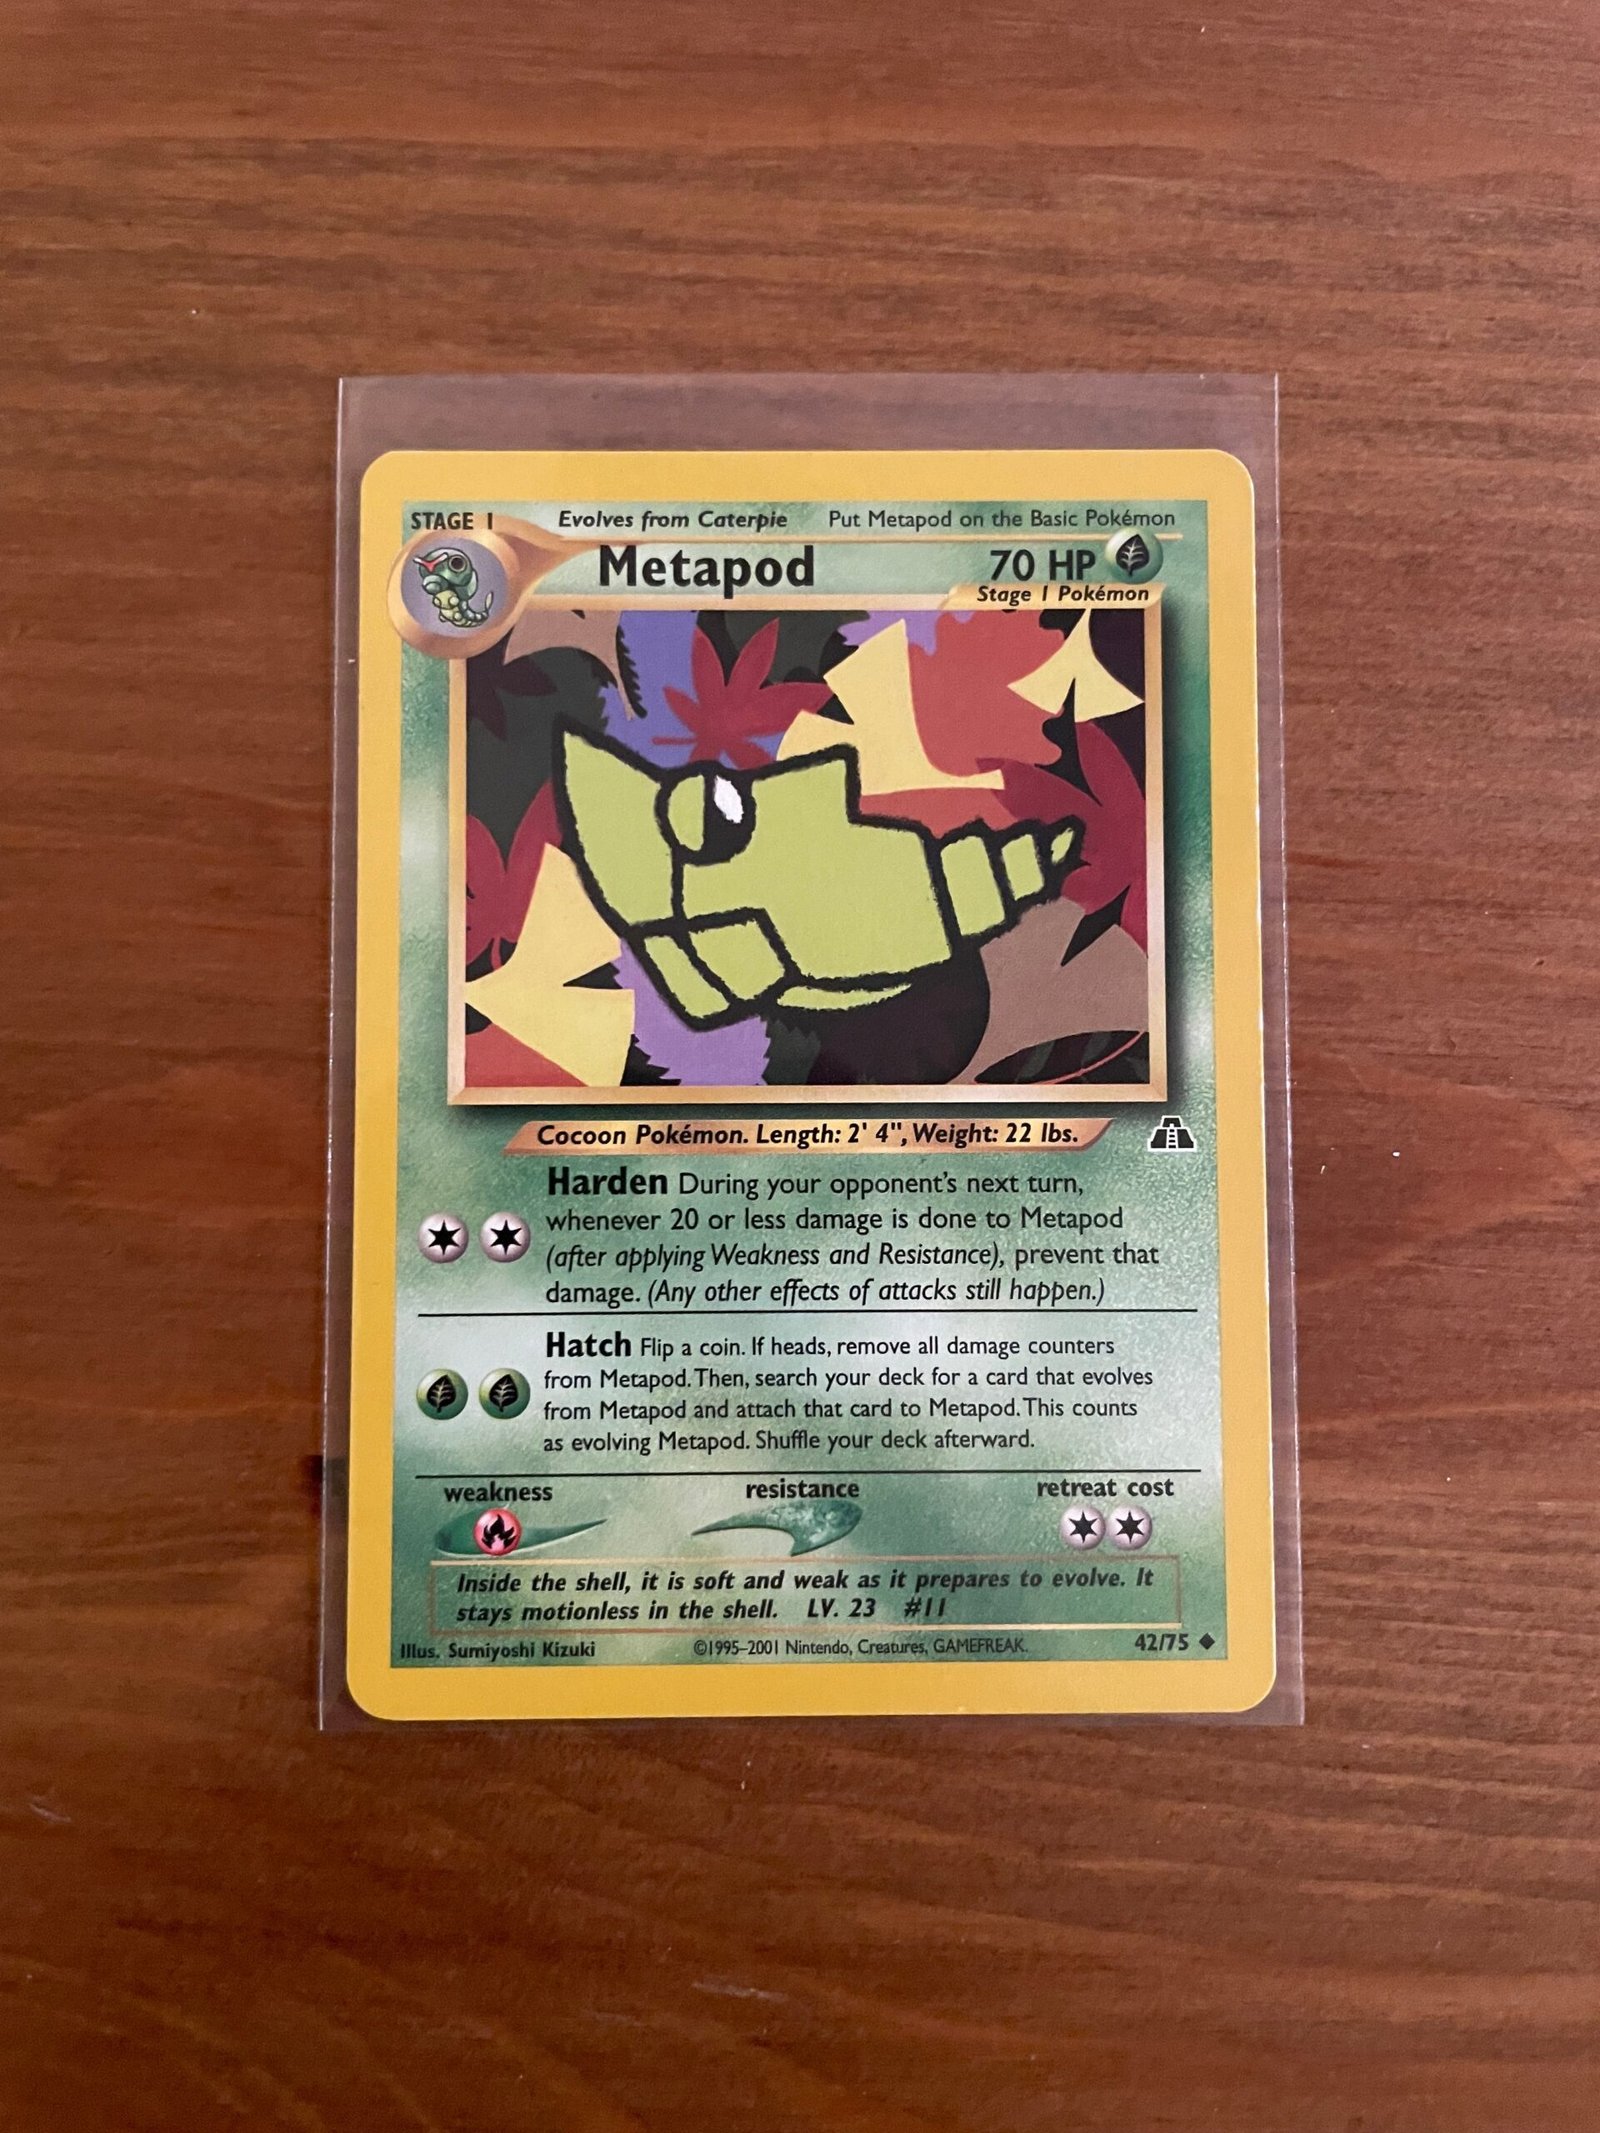 STAGE 1 Evolves from Caterpie Put Metapod on the Basic Pokémon
Metapod 70 HP
Stage 1 Pokémon
Cocoon Pokémon. Length: 2' 4", Weight: 22 lbs.
Harden During your opponent's next turn,
whenever 20 or less damage is done to Metapod
(after applying Weakness and Resistance), prevent that
damage. (Any other effects of attacks still happen.)
Hatch Flip a coin. If heads, remove all damage counters
from Metapod. Then, search your deck for a card that evolves
from Metapod and attach that card to Metapod. This counts
as evolving Metapod. Shuffle your deck afterward.
weakness resistance retreat cost
Inside the shell, it is soft and weak as it prepares to evolve. It
stays motionless in the shell. LV. 23 #11
Illus. Sumiyoshi Kizuki ©1995–2001 Nintendo, Creatures, GAMEFREAK. 42/75 ◆